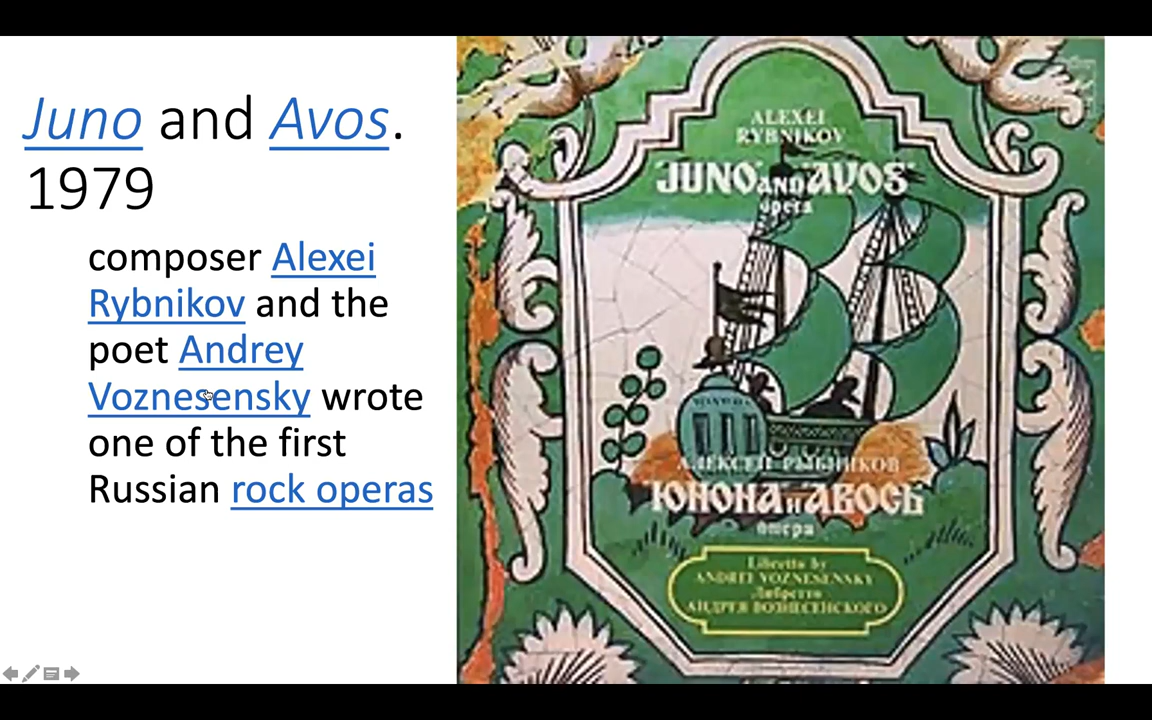 Juno and Avos.
1979
composer Alexei
Rybnikov and the
poet Andrey
Voznesensky wrote
one of the first
Russian rock operas
ALEXEI
RYBNIKOV
JUNO AND AVOS
opera
АЛЕКСЕЙ РЫБНИКОВ
ЮНОНА и АВОСЬ
опера
Libretto by
ANDREI VOZNESENSKY
Либретто
АНДРЕЯ ВОЗНЕСЕНСКОГО